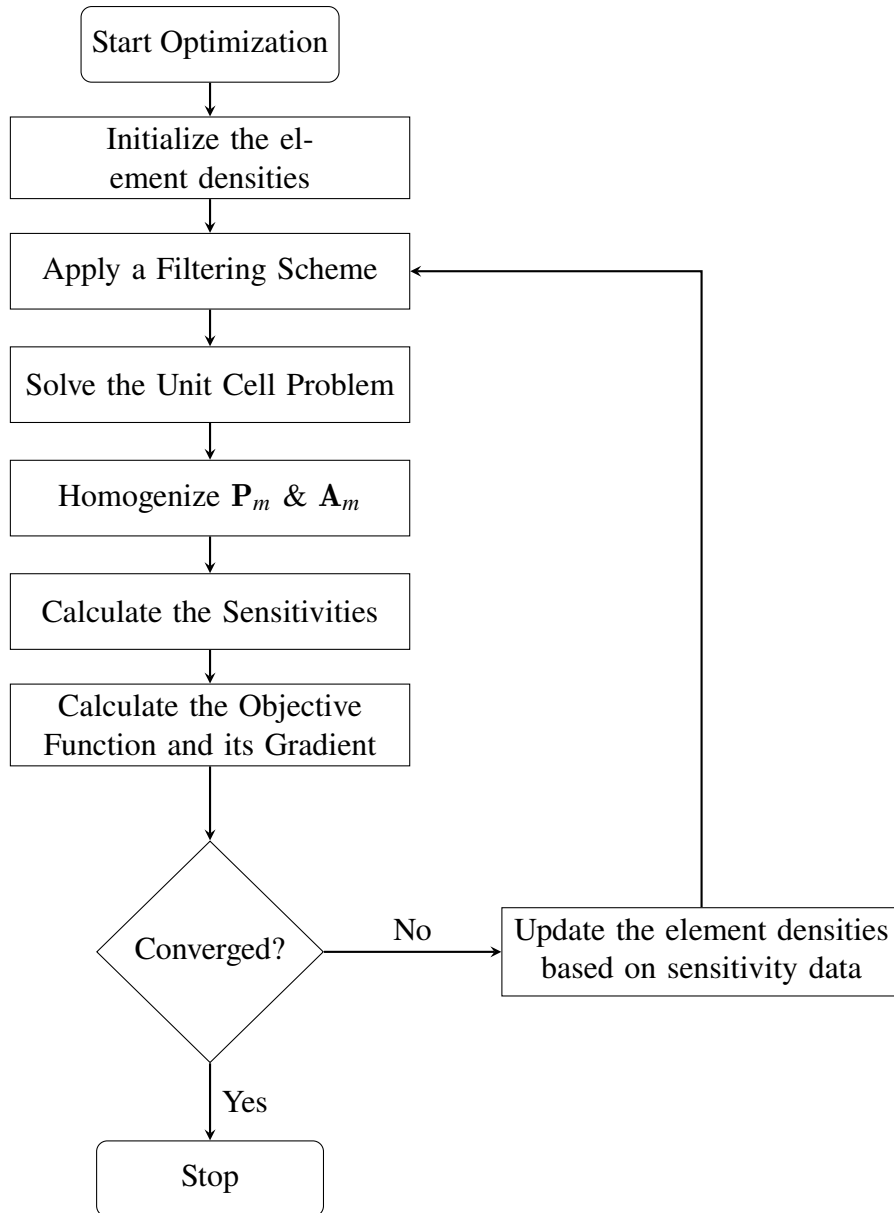 Start Optimization
Initialize the el-
ement densities
Apply a Filtering Scheme
Solve the Unit Cell Problem
Homogenize Pₘ & Aₘ
Calculate the Sensitivities
Calculate the Objective
Function and its Gradient
Converged?
No
Update the element densities
based on sensitivity data
Yes
Stop